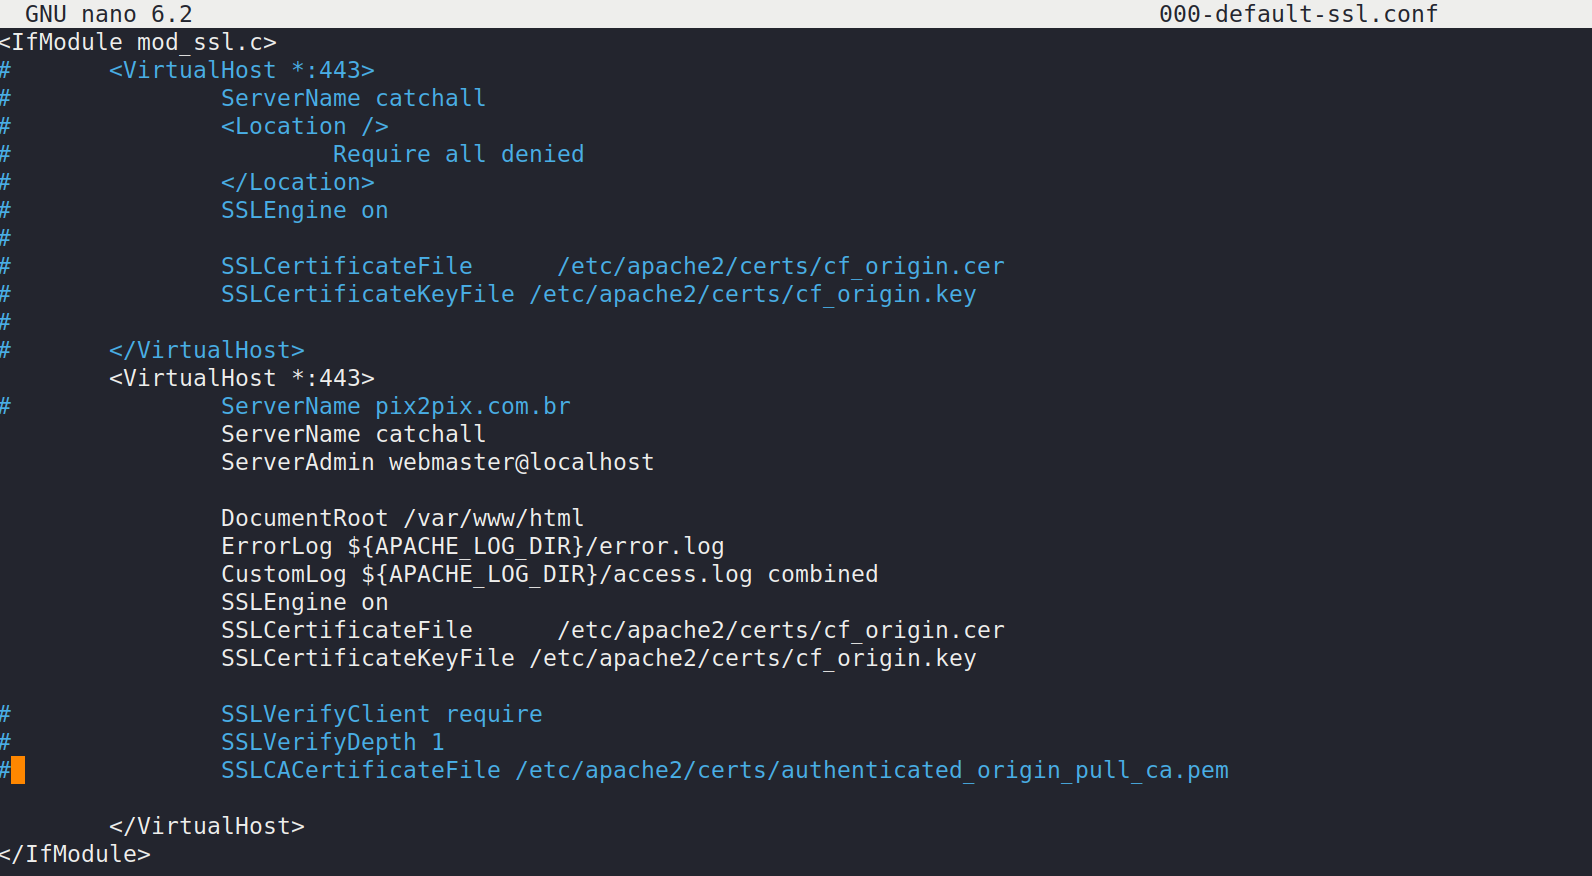 GNU nano 6.2 000-default-ssl.conf
<IfModule mod_ssl.c>
#       <VirtualHost *:443>
#               ServerName catchall
#               <Location />
#                       Require all denied
#               </Location>
#               SSLEngine on
#
#               SSLCertificateFile      /etc/apache2/certs/cf_origin.cer
#               SSLCertificateKeyFile /etc/apache2/certs/cf_origin.key
#
#       </VirtualHost>
        <VirtualHost *:443>
#               ServerName pix2pix.com.br
                ServerName catchall
                ServerAdmin webmaster@localhost

                DocumentRoot /var/www/html
                ErrorLog ${APACHE_LOG_DIR}/error.log
                CustomLog ${APACHE_LOG_DIR}/access.log combined
                SSLEngine on
                SSLCertificateFile      /etc/apache2/certs/cf_origin.cer
                SSLCertificateKeyFile /etc/apache2/certs/cf_origin.key

#               SSLVerifyClient require
#               SSLVerifyDepth 1
#               SSLCACertificateFile /etc/apache2/certs/authenticated_origin_pull_ca.pem

        </VirtualHost>
</IfModule>